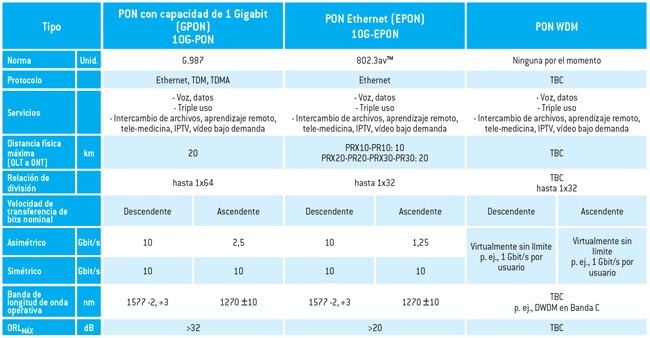 Tipo
PON con capacidad de 1 Gigabit
(GPON)
10G-PON
PON Ethernet (EPON)
10G-EPON
PON WDM
Norma Unid. G.987 802.3av™ Ninguna por el momento
Protocolo Ethernet, TDM, TDMA Ethernet TBC
Servicios
- Voz, datos
- Triple uso
- Intercambio de archivos, aprendizaje remoto,
tele-medicina, IPTV, vídeo bajo demanda
- Voz, datos
- Triple uso
- Intercambio de archivos, aprendizaje remoto,
tele-medicina, IPTV, vídeo bajo demanda
- Voz, datos
- Triple uso
- Intercambio de archivos, aprendizaje remoto,
tele-medicina, IPTV, vídeo bajo demanda
Distancia física
máxima
(OLT a ONT)
km
20
PRX10-PR10: 10
PRX20-PR20-PRX30-PR30: 20
TBC
Relación de
división
hasta 1x64
hasta 1x32
TBC
hasta 1x32
Velocidad de
transferencia de
bits nominal
Descendente Ascendente Descendente Ascendente Descendente Ascendente
Asimétrico Gbit/s 10 2,5 10 1,25
Simétrico Gbit/s 10 10 10 10
Virtualmente sin límite
p. ej., 1 Gbit/s por
usuario
Virtualmente sin
límite
p. ej., 1 Gbit/s por
usuario
Banda de
longitud de onda
operativa
nm
1577 -2, +3 1270 ±10 1577 -2, +3 1270 ±10
TBC
p. ej., DWDM en Banda C
ORLMÁX dB >32 >20 TBC